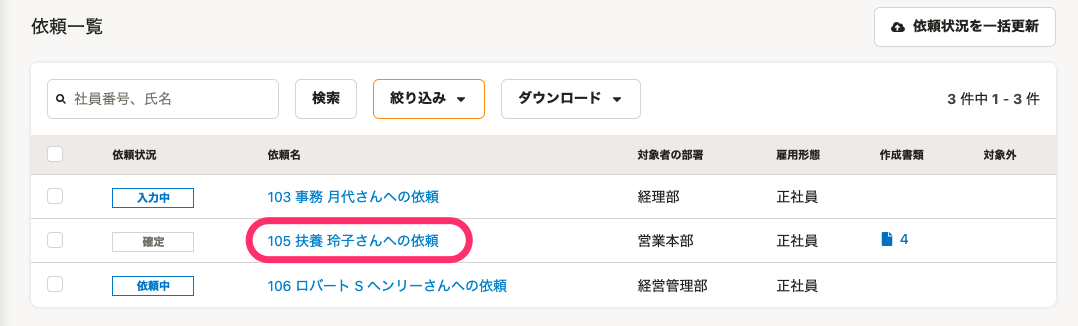 依頼一覧
依頼状況を一括更新
社員番号、氏名 検索 絞り込み ダウンロード 3 件中 1 - 3 件
依頼状況 依頼名 対象者の部署 雇用形態 作成書類 対象外
入力中 103 事務 月代さんへの依頼 経理部 正社員
確定 105 扶養 玲子さんへの依頼 営業本部 正社員 4
依頼中 106 ロバート S ヘンリーさんへの依頼 経営管理部 正社員